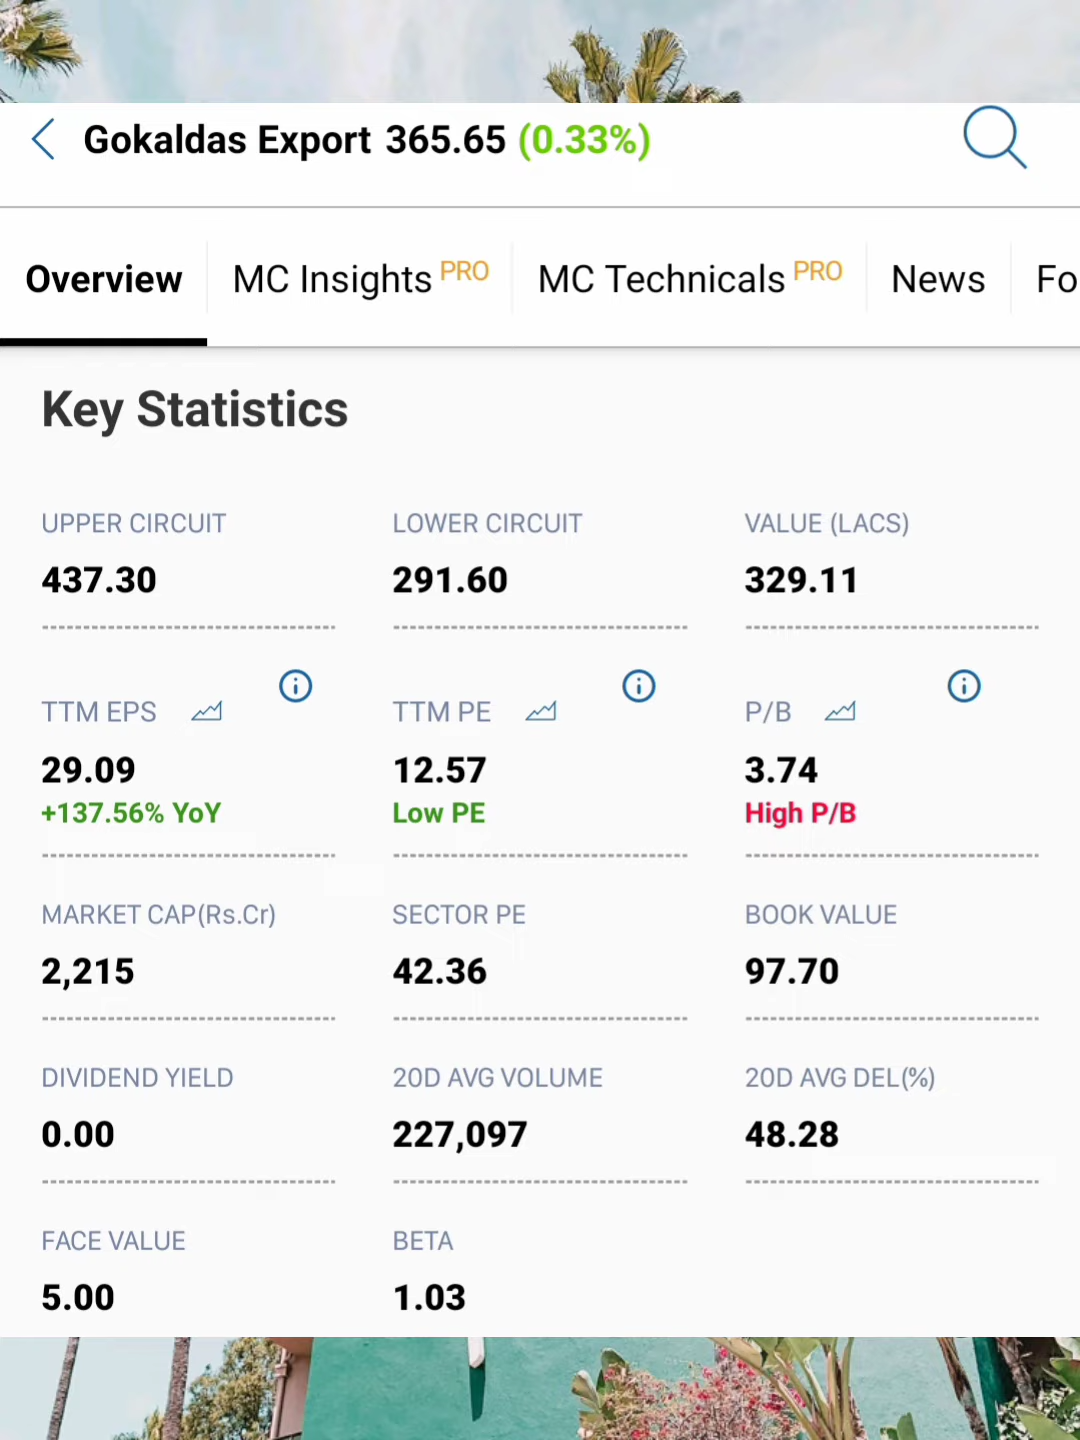 Gokaldas Export 365.65 (0.33%)
Overview MC Insights PRO MC Technicals PRO News Fo
Key Statistics
UPPER CIRCUIT LOWER CIRCUIT VALUE (LACS)
437.30 291.60 329.11
TTM EPS TTM PE P/B
29.09 12.57 3.74
+137.56% YoY Low PE High P/B
MARKET CAP(Rs.Cr) SECTOR PE BOOK VALUE
2,215 42.36 97.70
DIVIDEND YIELD 20D AVG VOLUME 20D AVG DEL(%)
0.00 227,097 48.28
FACE VALUE BETA
5.00 1.03